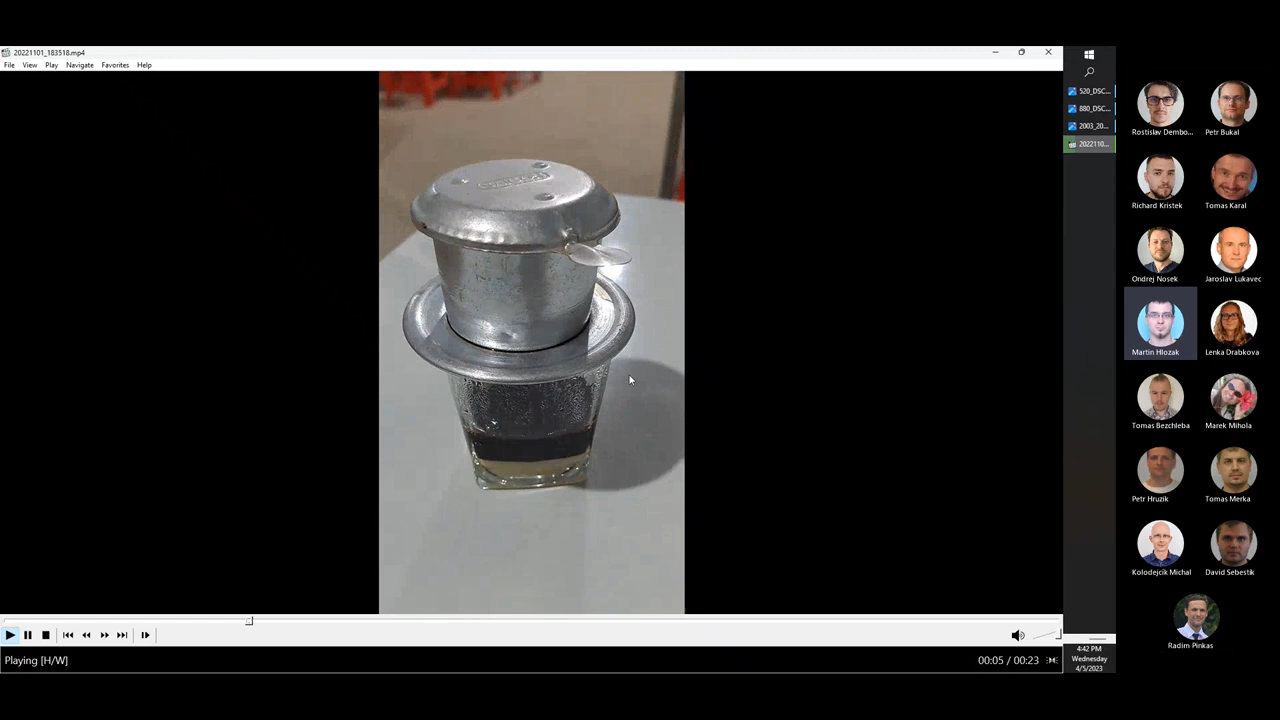 20221101_183518.mp4
File View Play Navigate Favorites Help
520_DSC...
880_DSC...
2003_20...
2022110...
Rostislav Dembo... Petr Bukal
Richard Kristek Tomas Karal
Ondrej Nosek Jaroslav Lukavec
Martin Hlozak Lenka Drabkova
Tomas Bezchleba Marek Mihola
Petr Hruzik Tomas Merka
Kolodejcik Michal David Sebestik
Radim Pinkas
Playing [H/W] 00:05 / 00:23
4:42 PM
Wednesday
4/5/2023